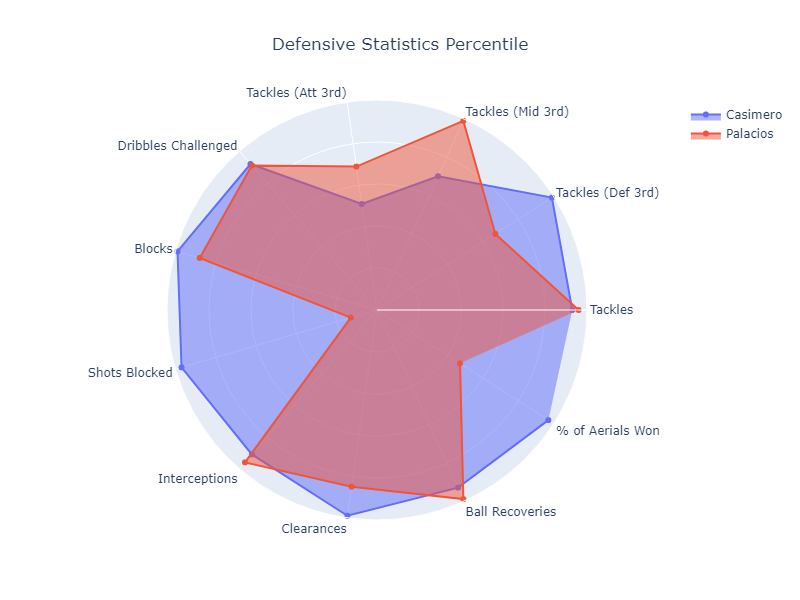 Defensive Statistics Percentile
Casimero
Palacios
Tackles (Att 3rd)
Tackles (Mid 3rd)
Dribbles Challenged
Tackles (Def 3rd)
Blocks
Tackles
Shots Blocked
% of Aerials Won
Interceptions
Ball Recoveries
Clearances